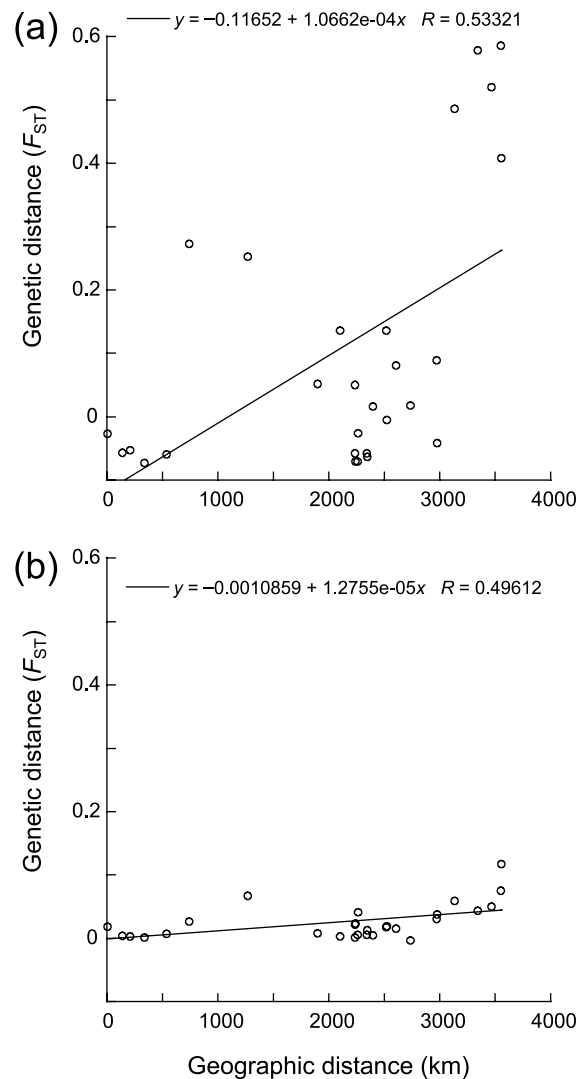 (a)
y = −0.11652 + 1.0662e-04x R = 0.53321
0.6
0.4
0.2
0
Genetic distance (FST)
0 1000 2000 3000 4000
(b)
0.6
y = −0.0010859 + 1.2755e-05x R = 0.49612
0.4
0.2
0
Genetic distance (FST)
0 1000 2000 3000 4000
Geographic distance (km)